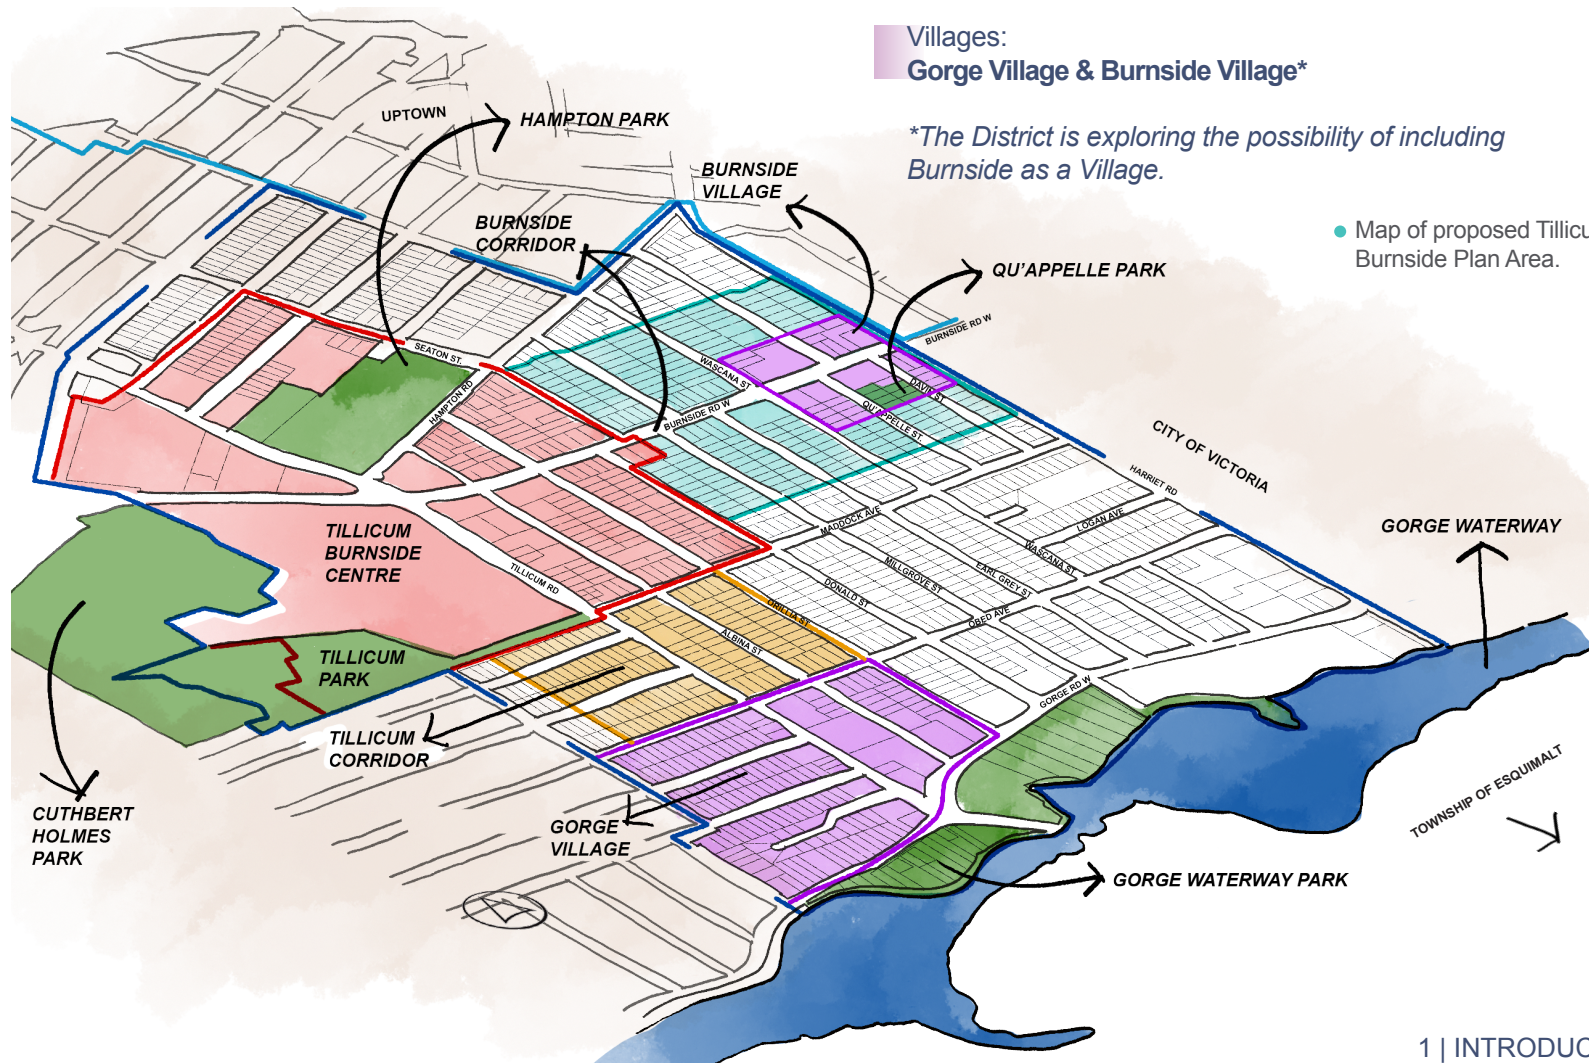 Villages:
Gorge Village & Burnside Village*
*The District is exploring the possibility of including
Burnside as a Village.
Map of proposed Tillicu
Burnside Plan Area.
UPTOWN
HAMPTON PARK
BURNSIDE
VILLAGE
BURNSIDE
CORRIDOR
QU'APPELLE PARK
BURNSIDE RD W
SEATON ST.
HAMPTON RD
WASCANA ST
DAVID ST
QU'APPELLE ST.
BURNSIDE RD W
CITY OF VICTORIA
HARRIET RD
LOGAN AVE
MADDOCK AVE
WASCANA ST
EARL GREY ST
MILLGROVE ST
DONALD ST
OBED AVE
GORGE WATERWAY
TILLICUM
BURNSIDE
CENTRE
TILLICUM RD
ORILLIA ST
ALBINA ST
TILLICUM
PARK
GORGE RD W
TILLICUM
CORRIDOR
TOWNSHIP OF ESQUIMALT
CUTHBERT
HOLMES
PARK
GORGE
VILLAGE
GORGE WATERWAY PARK
1 | INTRODUC